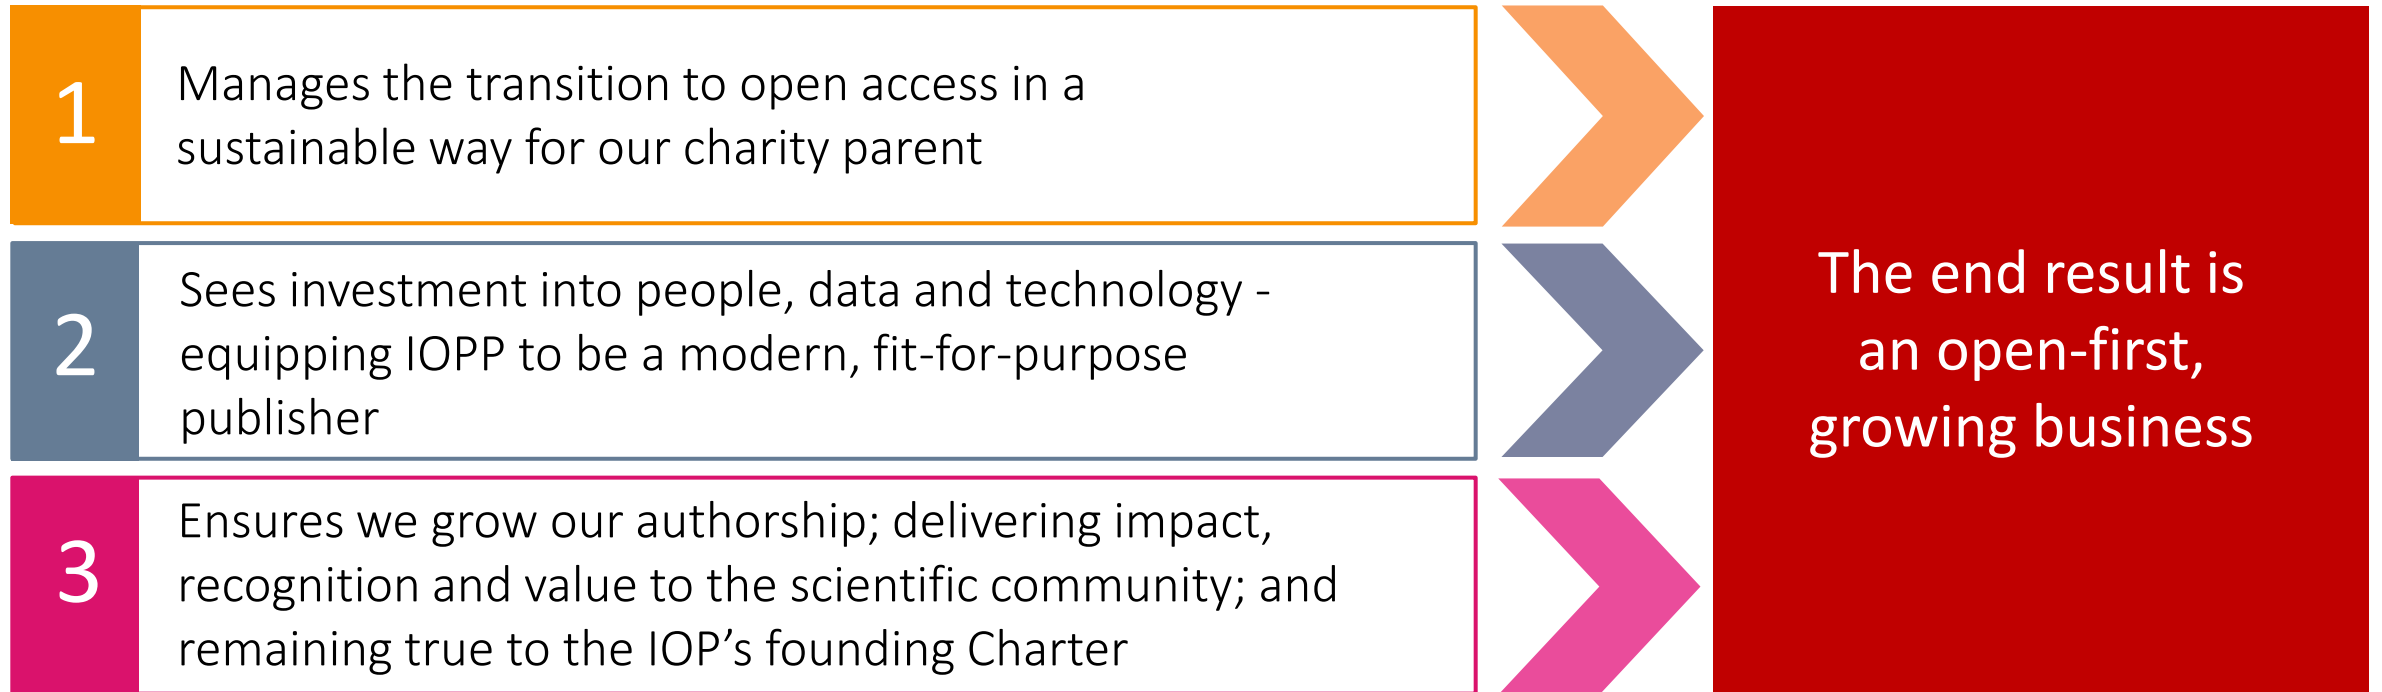 1
Manages the transition to open access in a
sustainable way for our charity parent
2
Sees investment into people, data and technology -
equipping IOPP to be a modern, fit-for-purpose
publisher
3
Ensures we grow our authorship; delivering impact,
recognition and value to the scientific community; and
remaining true to the IOP’s founding Charter
The end result is
an open-first,
growing business